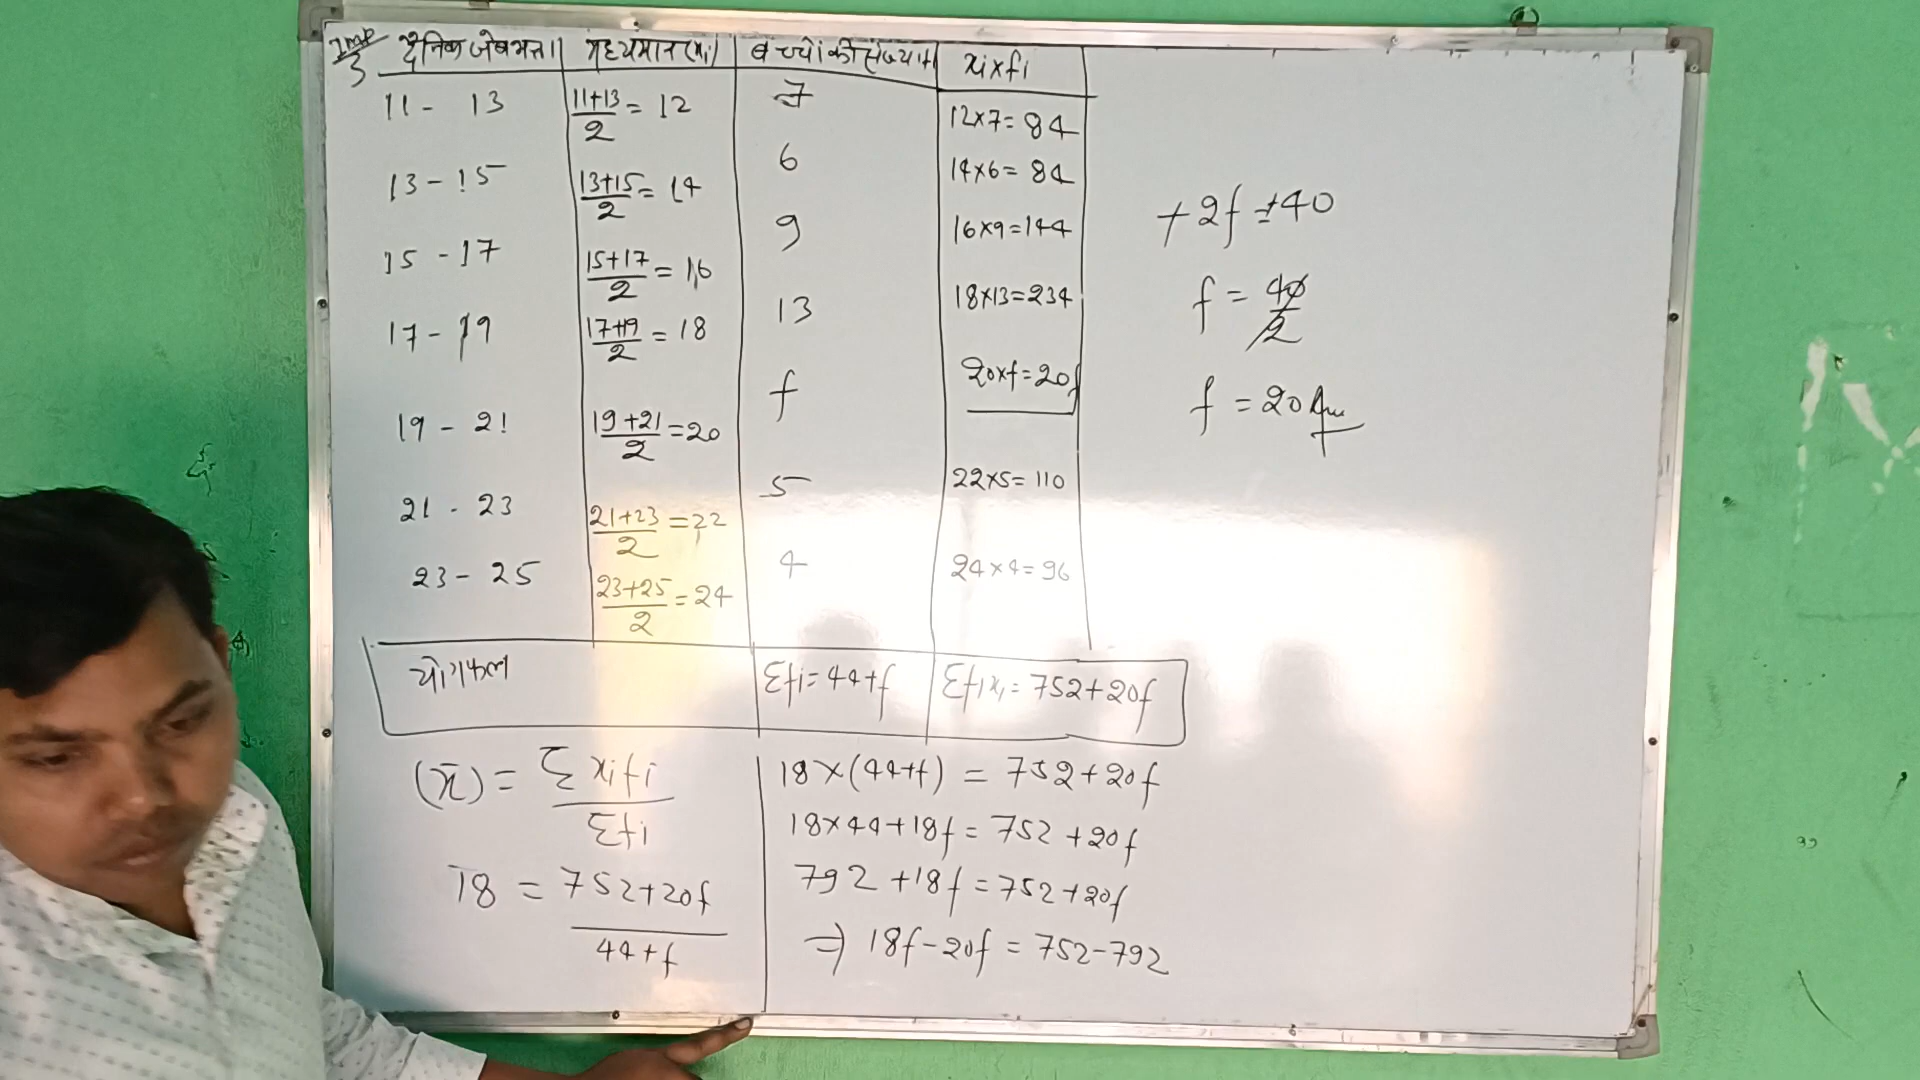 Imp
3
दैनिक जेब भत्ता मध्यमान(xi) बच्चों की संख्या fi xi×fi
11 - 13 11+13/2 = 12 7 12×7=84
13 - 15 13+15/2 = 14 6 14×6=84
15 - 17 15+17/2 = 16 9 16×9=144
17 - 19 17+19/2 = 18 13 18×13=234
19 - 21 19+21/2 =20 f 20×f=20f
21 - 23 21+23/2 =22 5 22×5=110
23 - 25 23+25/2 =24 4 24×4=96
योगफल Σfi=44+f Σfixi=752+20f
(x̄) = Σxifi/Σfi
18 = 752+20f/44+f
18×(44+f) = 752+20f
18×44+18f = 752+20f
792+18f=752+20f
⇒ 18f-20f = 752-792
+2f=+40
f = 40/2
f = 20 Ans